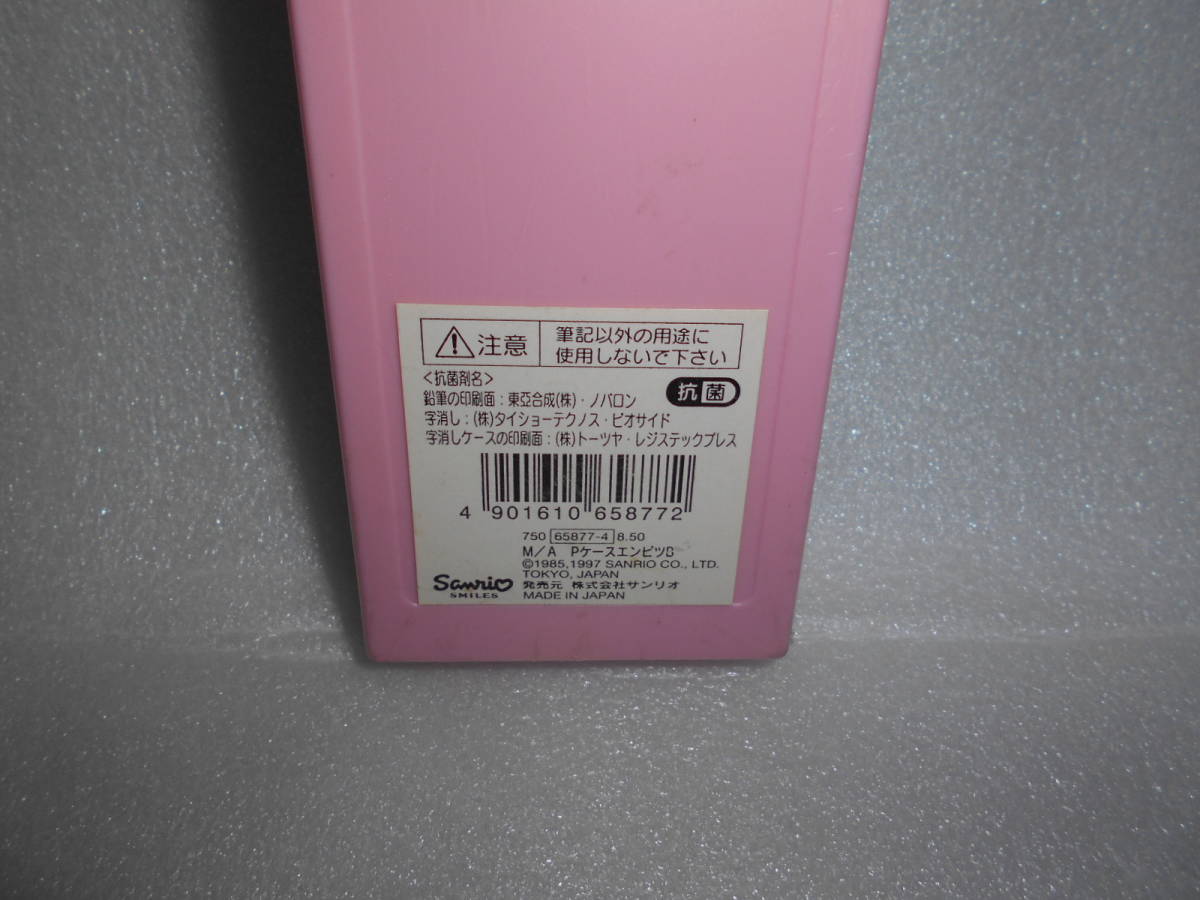 注意
筆記以外の用途に
使用しないで下さい
<抗菌剤名>
抗菌
鉛筆の印刷面：東亞合成(株)・ノバロン
字消し：(株)タイショーテクノス・ビオサイド
字消しケースの印刷面：(株)トーツヤ・レジステックプレス
4 901610 658772
750 65877-4 8.50
M/A PケースエンピツS
©1985,1997 SANRIO CO., LTD.
TOKYO, JAPAN
Sanrio
SMILES
発売元 株式会社サンリオ
MADE IN JAPAN